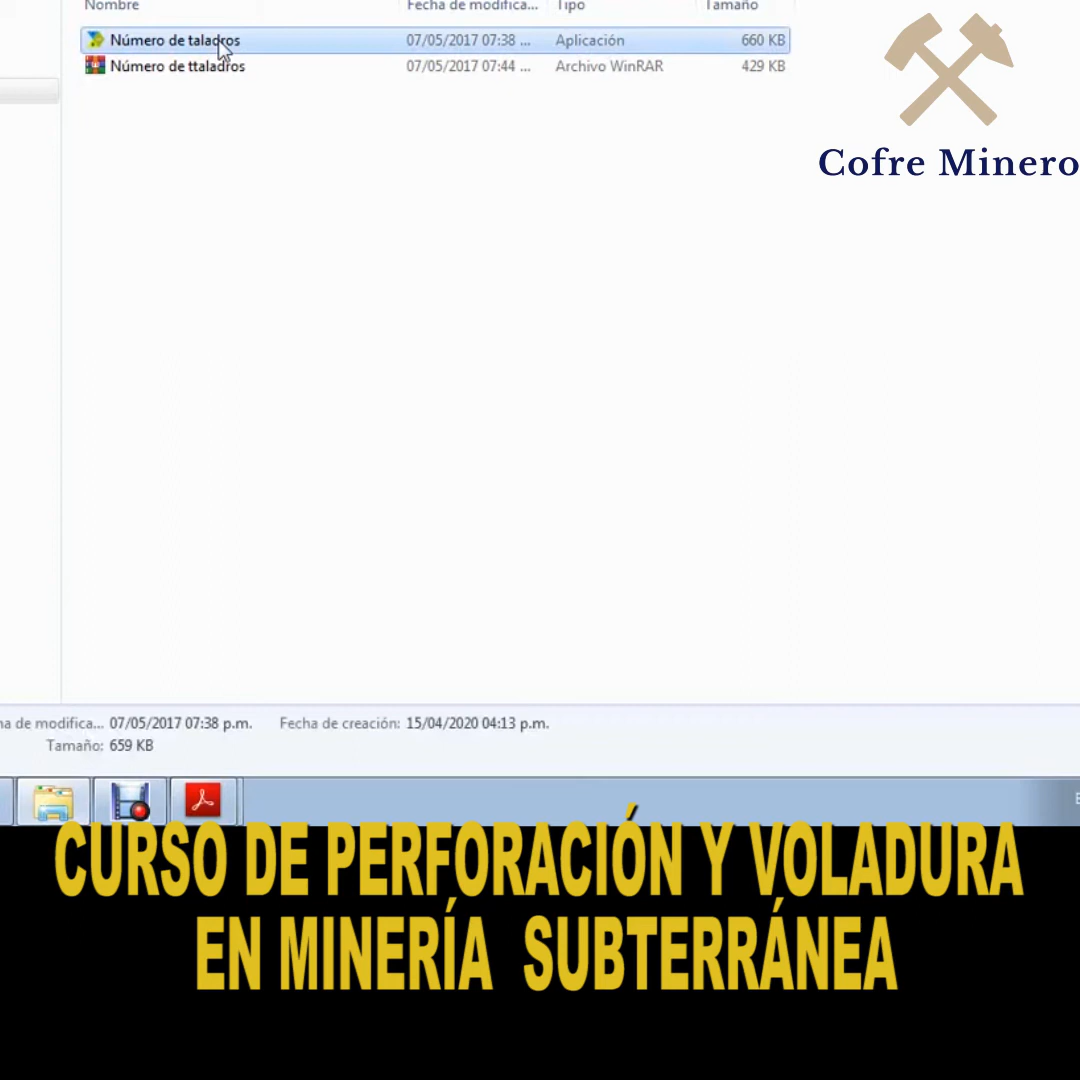 Nombre Fecha de modifica... Tipo Tamaño
Número de taladros 07/05/2017 07:38 ... Aplicación 660 KB
Número de ttaladros 07/05/2017 07:44 ... Archivo WinRAR 429 KB
Cofre Minero
de modifica... 07/05/2017 07:38 p.m. Fecha de creación: 15/04/2020 04:13 p.m.
Tamaño: 659 KB
CURSO DE PERFORACIÓN Y VOLADURA
EN MINERÍA SUBTERRÁNEA